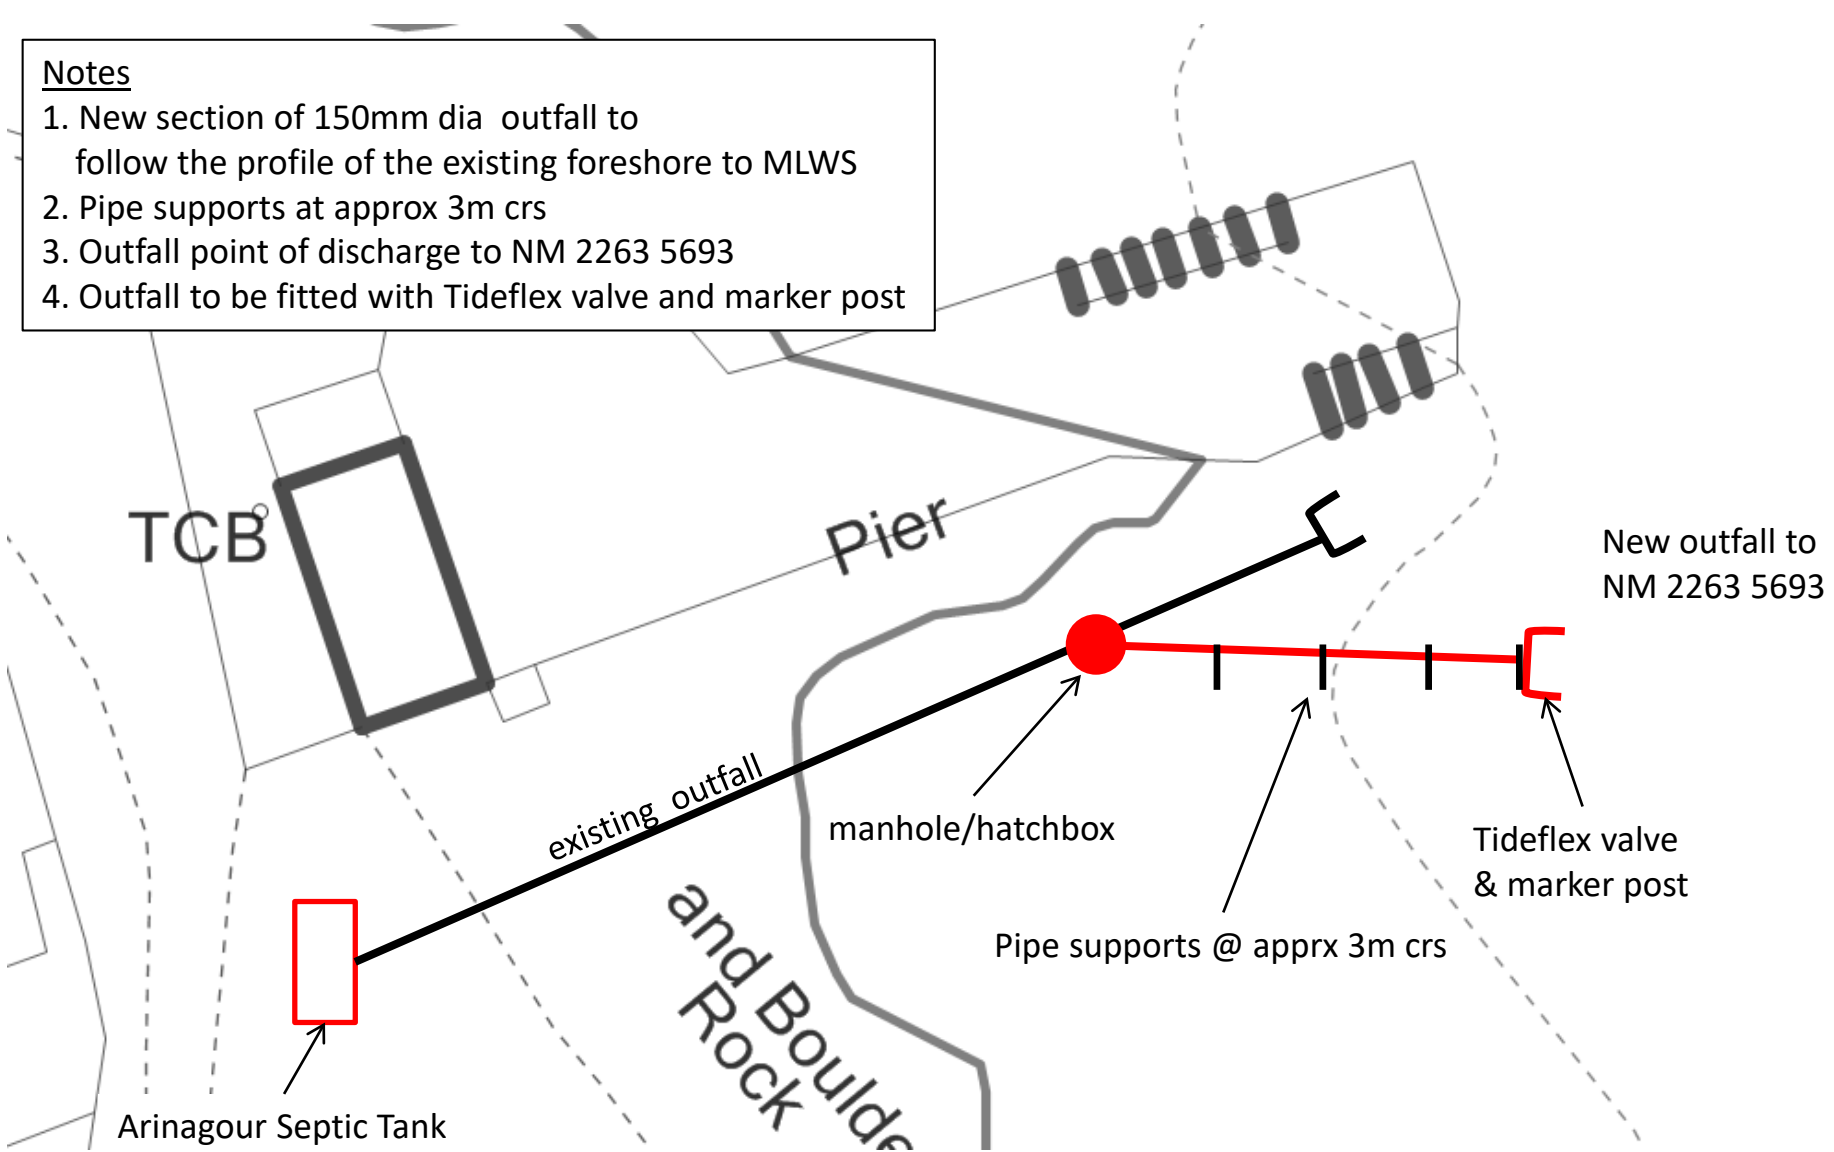 Notes
1. New section of 150mm dia  outfall to
follow the profile of the existing foreshore to MLWS
2. Pipe supports at approx 3m crs
3. Outfall point of discharge to NM 2263 5693
4. Outfall to be fitted with Tideflex valve and marker post
TCB
Pier
New outfall to
NM 2263 5693
existing  outfall
manhole/hatchbox
Tideflex valve
& marker post
Pipe supports @ apprx 3m crs
and Boulde
Rock
Arinagour Septic Tank